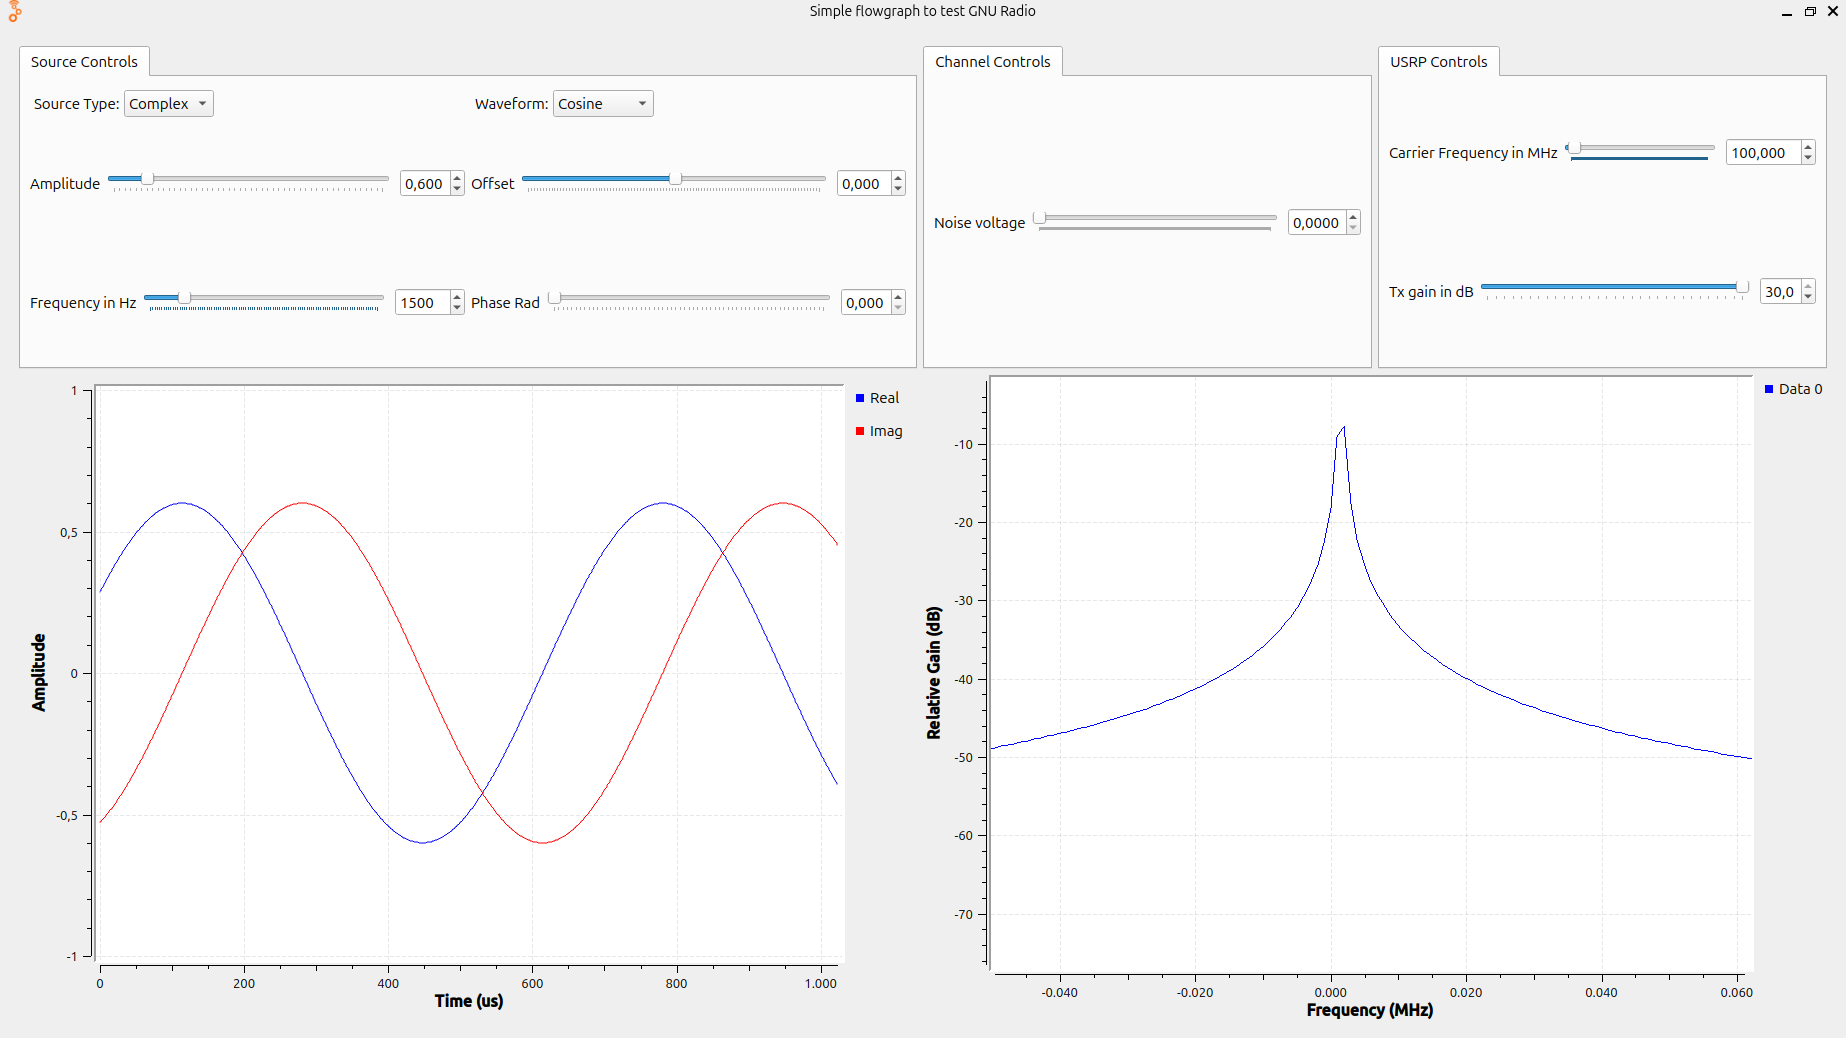 Simple flowgraph to test GNU Radio
Source Controls
Source Type: Complex
Waveform: Cosine
Amplitude 0,600
Offset 0,000
Frequency in Hz 1500
Phase Rad 0,000
Channel Controls
Noise voltage 0,0000
USRP Controls
Carrier Frequency in MHz 100,000
Tx gain in dB 30,0
1
0,5
0
-0,5
-1
Amplitude
0 200 400 600 800 1.000
Time (us)
Real
Imag
-10
-20
-30
-40
-50
-60
-70
Relative Gain (dB)
-0.040 -0.020 0.000 0.020 0.040 0.060
Frequency (MHz)
Data 0